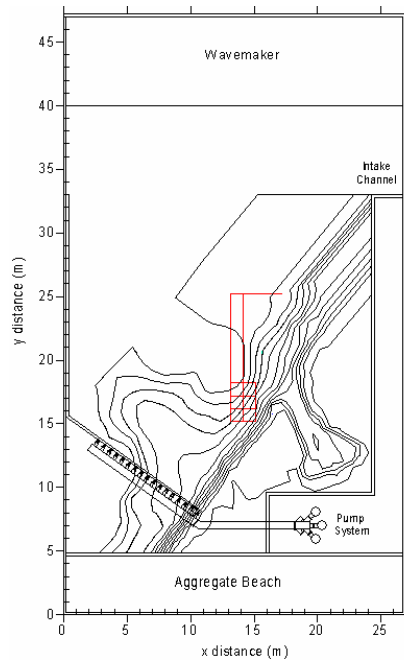 45
Wavemaker
40
Intake
Channel
35
30
25
y distance (m)
20
15
10
Pump
System
5
Aggregate Beach
0
0 5 10 15 20 25
x distance (m)